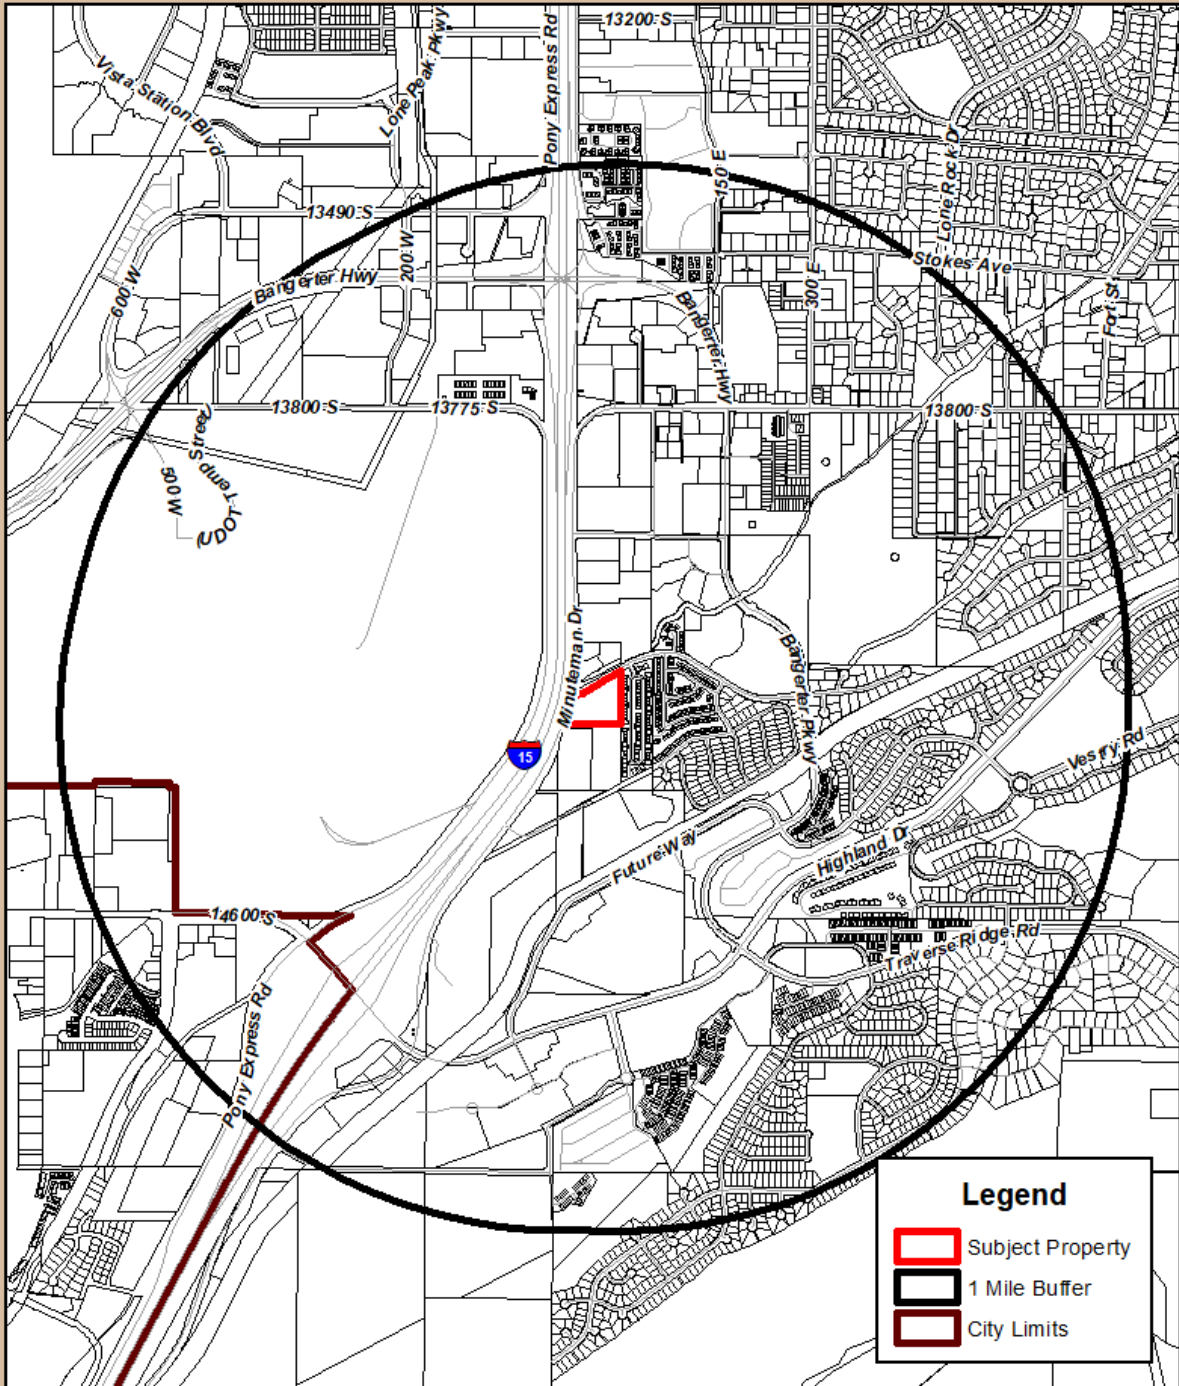 13200 S
Pony Express Rd
Lone Peak Pkwy
Vista Station Blvd
Lone Rock Dr
150 E
13490 S
200 W
Stokes Ave
600 W
Bangerter Hwy
300 E
Fort St
Bangerter Hwy
13800 S
13775 S
13800 S
500 W
(UDOT Temp Street)
Minuteman Dr
Bangerter Pkwy
15
Vestry Rd
Future Way
Highland Dr
14600 S
Traverse Ridge Rd
Pony Express Rd
Legend
Subject Property
1 Mile Buffer
City Limits